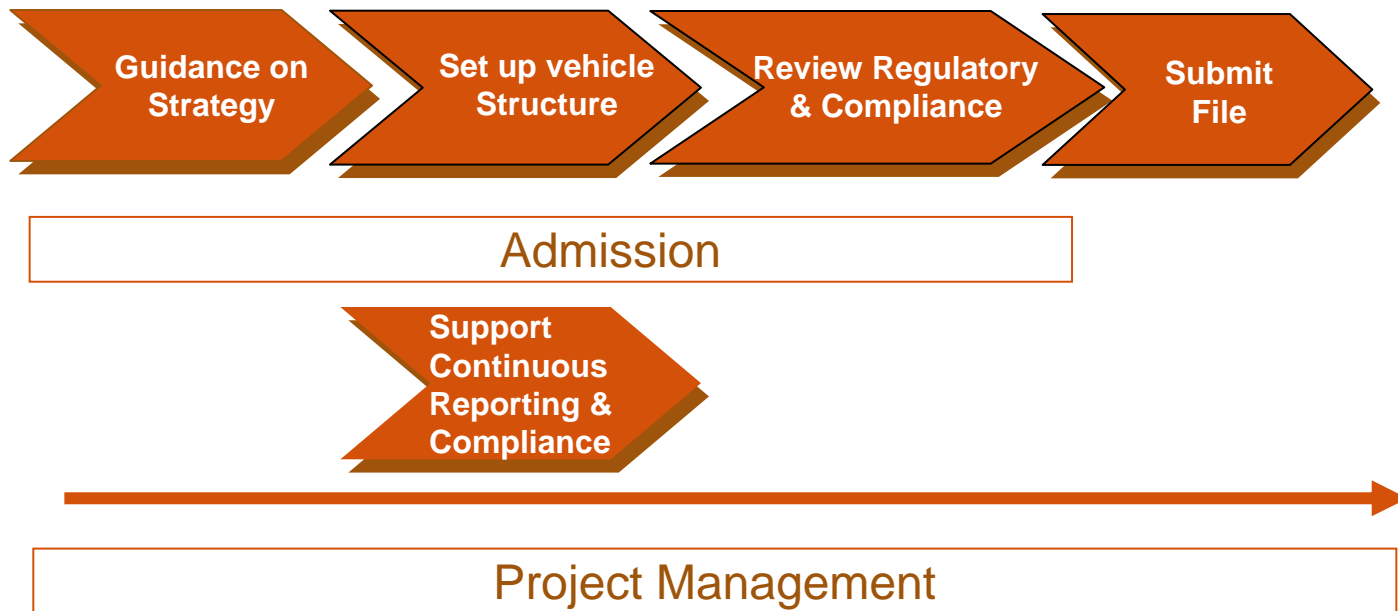 Guidance on
Strategy
Set up vehicle
Structure
Review Regulatory
& Compliance
Submit
File
Admission
Support
Continuous
Reporting &
Compliance
Project Management